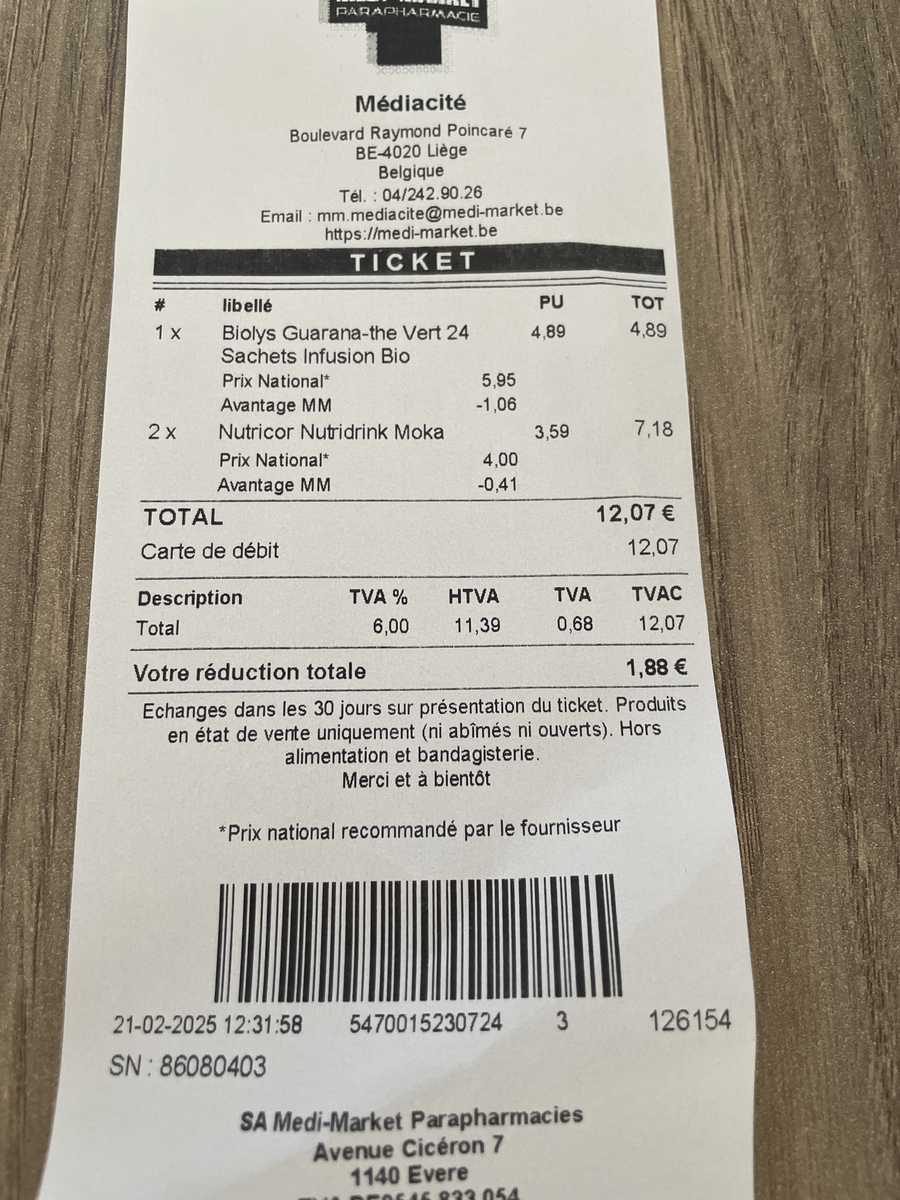 PARAPHARMACIE
Médiacité
Boulevard Raymond Poincaré 7
BE-4020 Liège
Belgique
Tél. : 04/242.90.26
Email : mm.mediacite@medi-market.be
https://medi-market.be
TICKET
# libellé PU TOT
1 x Biolys Guarana-the Vert 24 4,89 4,89
Sachets Infusion Bio
Prix National* 5,95
Avantage MM -1,06
2 x Nutricor Nutridrink Moka 3,59 7,18
Prix National* 4,00
Avantage MM -0,41
TOTAL 12,07 €
Carte de débit 12,07
Description TVA % HTVA TVA TVAC
Total 6,00 11,39 0,68 12,07
Votre réduction totale 1,88 €
Echanges dans les 30 jours sur présentation du ticket. Produits
en état de vente uniquement (ni abîmés ni ouverts). Hors
alimentation et bandagisterie.
Merci et à bientôt
*Prix national recommandé par le fournisseur
21-02-2025 12:31:58 5470015230724 3 126154
SN : 86080403
SA Medi-Market Parapharmacies
Avenue Cicéron 7
1140 Evere
TVA BE0646.833.054